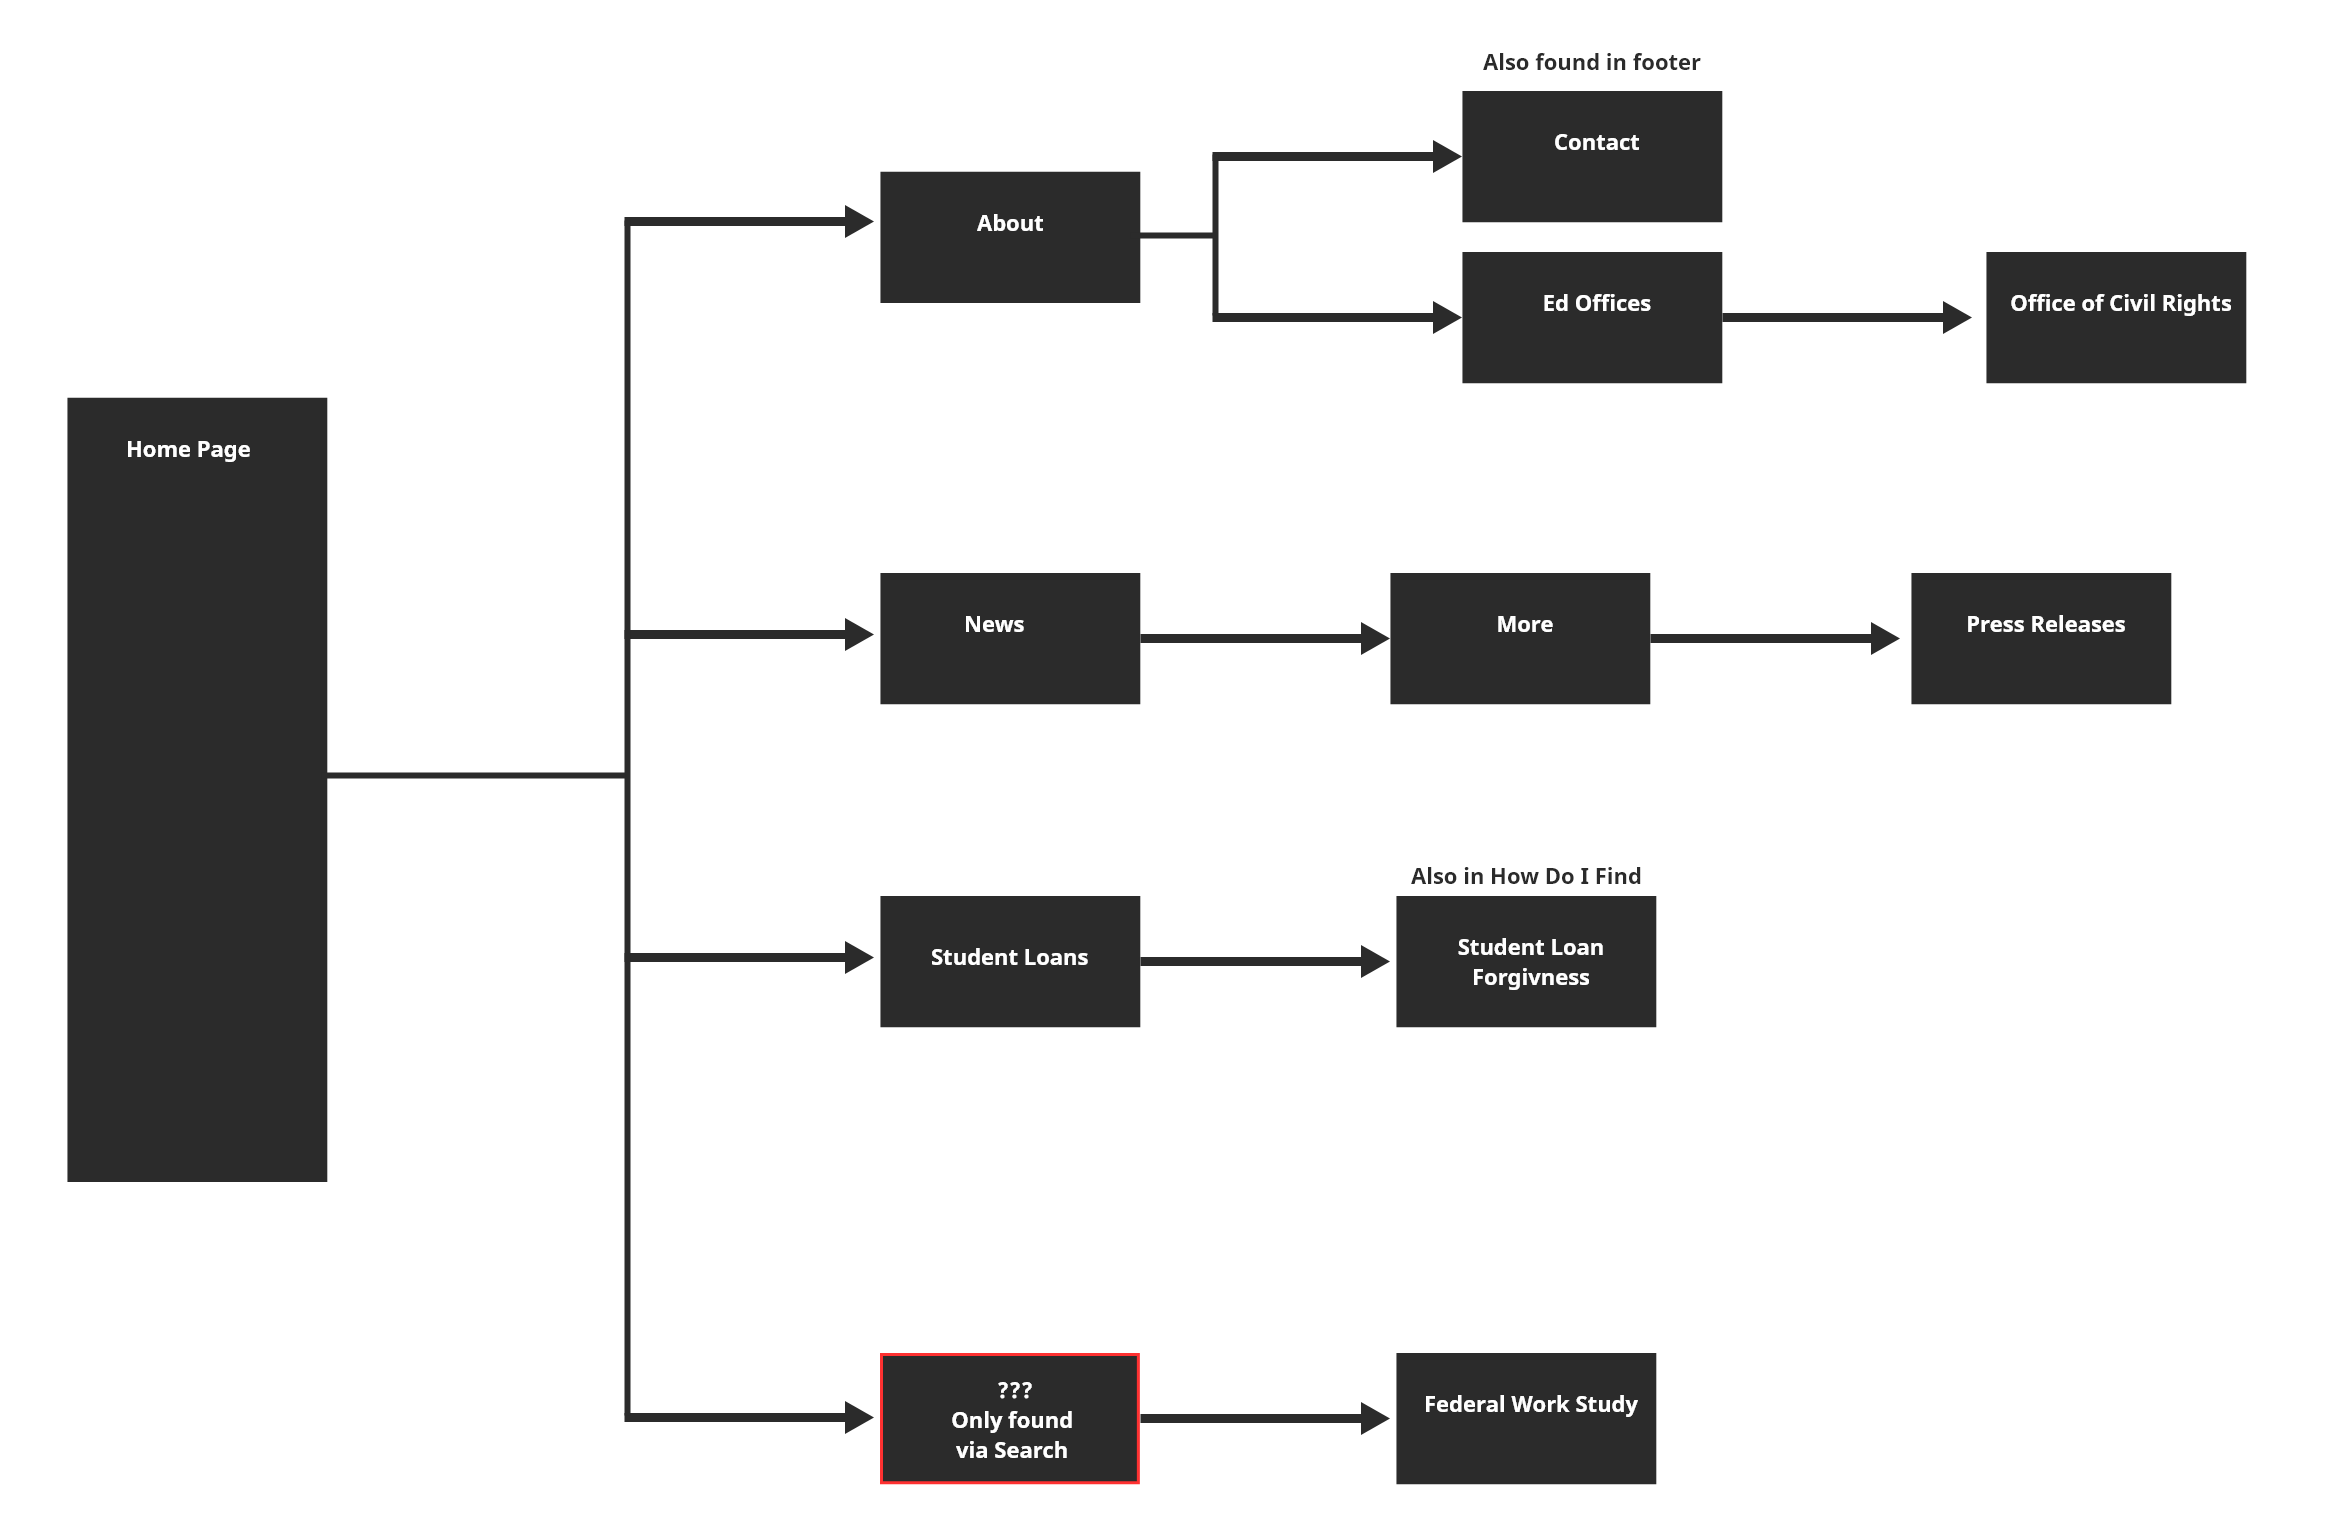 Also found in footer
Contact
About
Ed Offices
Office of Civil Rights
Home Page
News
More
Press Releases
Also in How Do I Find
Student Loans
Student Loan
Forgivness
???
Only found
via Search
Federal Work Study